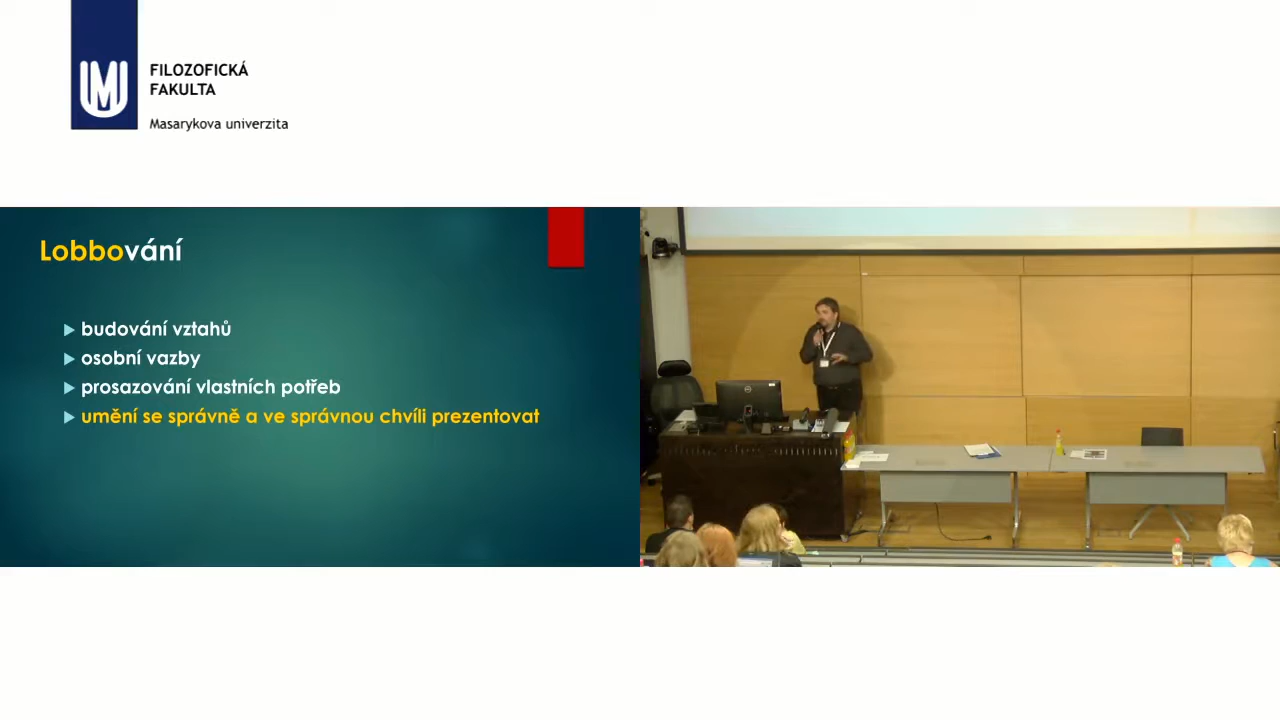 FILOZOFICKÁ
FAKULTA
Masarykova univerzita
Lobbování
budování vztahů
osobní vazby
prosazování vlastních potřeb
umění se správně a ve správnou chvíli prezentovat